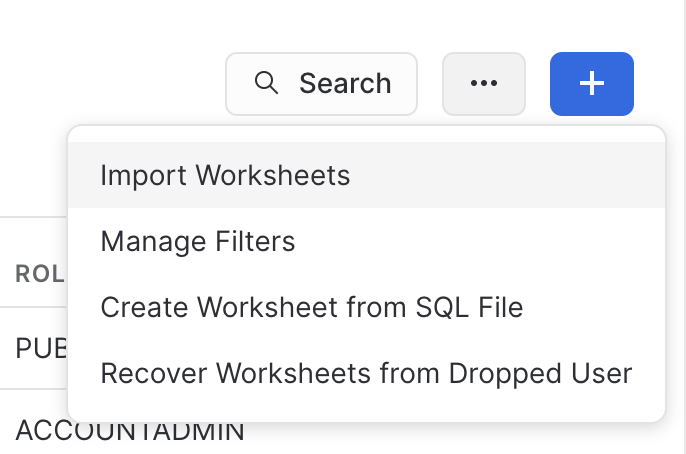 Search
Import Worksheets
Manage Filters
ROL
Create Worksheet from SQL File
PUB
Recover Worksheets from Dropped User
ACCOUNTADMIN